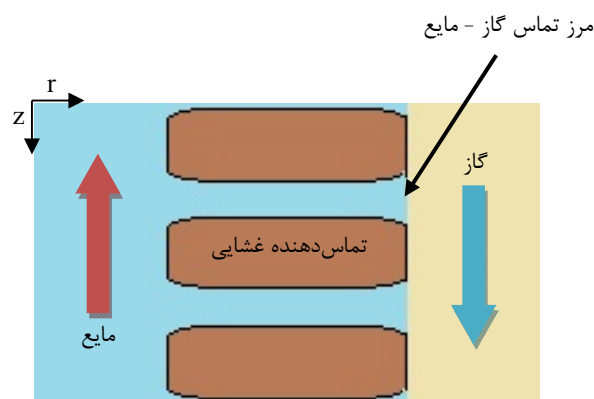 مرز تماس گاز - مایع
r
z
گاز
تماس‌دهنده غشایی
مایع